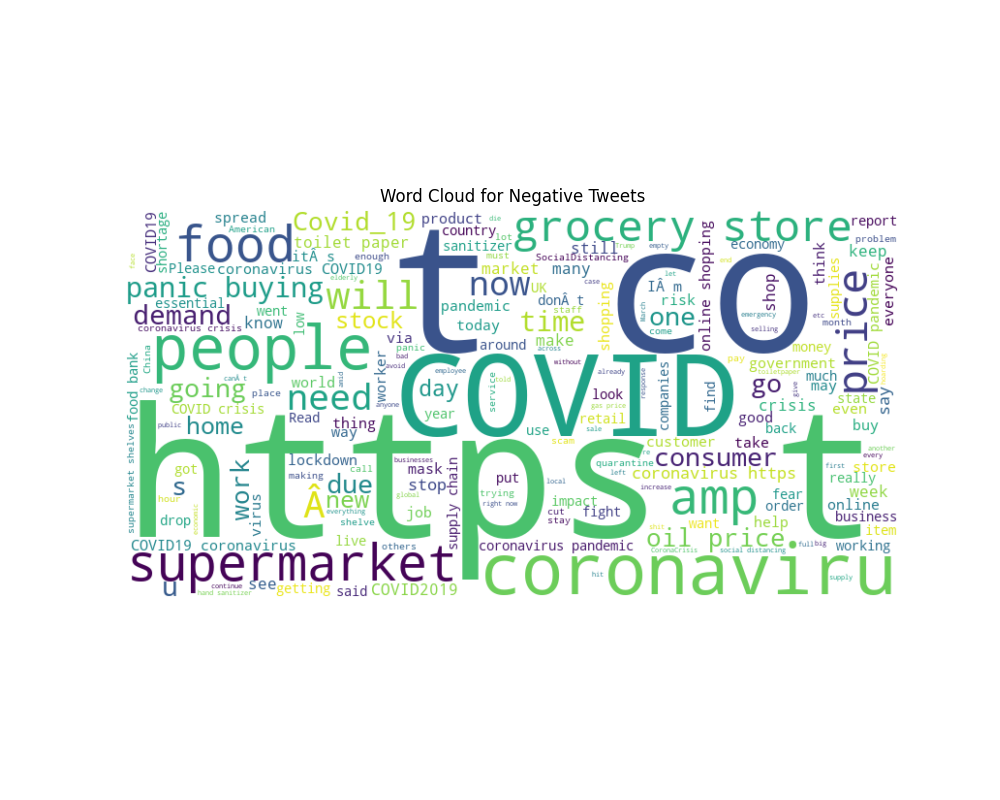 Word Cloud for Negative Tweets
COVID19
shortage
spread
American
food
Covid_19
product
country
lot
grocery store
report
Please
itÂ s
toilet paper
enough
sanitizer
must
die
still
SocialDistancing
Trump
empty
economy
problem
keep
everyone
coronavirus COVID19
t co
market
many
let
think
panic buying
will
now
UK
case
IÂ m
risk
online shopping
shop
supplies
essential
went
low
elderly
pandemic
donÂ t
staff
shopping
March
one
end
emergency
etc
month
price
COVID pandemic
demand
coronavirus crisis
know
stock
via
today
time
make
come
selling
China
people
panic
around
across
money
government
pay
hoarding
bad
avoid
worker
COVID
without
already
response
companies
toiletpaper
much
go
may
say
food bank
change
going
canÂ t
world
amid
need
employee
day
service
told
look
gas price
find
crisis
give
state
even
COVID crisis
place
Read
anyone
year
left
retail
sale
good
back
buy
public
home
thing
way
use
scam
customer
take
another
every
supermarket shelves
https t
businesses
re
consumer
got
s
work
lockdown
call
mask
stop
supply chain
put
quarantine
coronavirus https
local
first
really
store
hour
virus
making
due
trying
right now
impact
increase
amp
fear
order
online
week
drop
economic
Â
new
everything
global
job
cut
stay
fight
shit
want
help
business
item
shelve
COVID19 coronavirus
live
others
coronavirus pandemic
oil price
CoronaCrisis
social distancing
full
big
working
supermarket
coronaviru
hit
supply
u
continue
hand sanitizer
see
getting
said
COVID2019